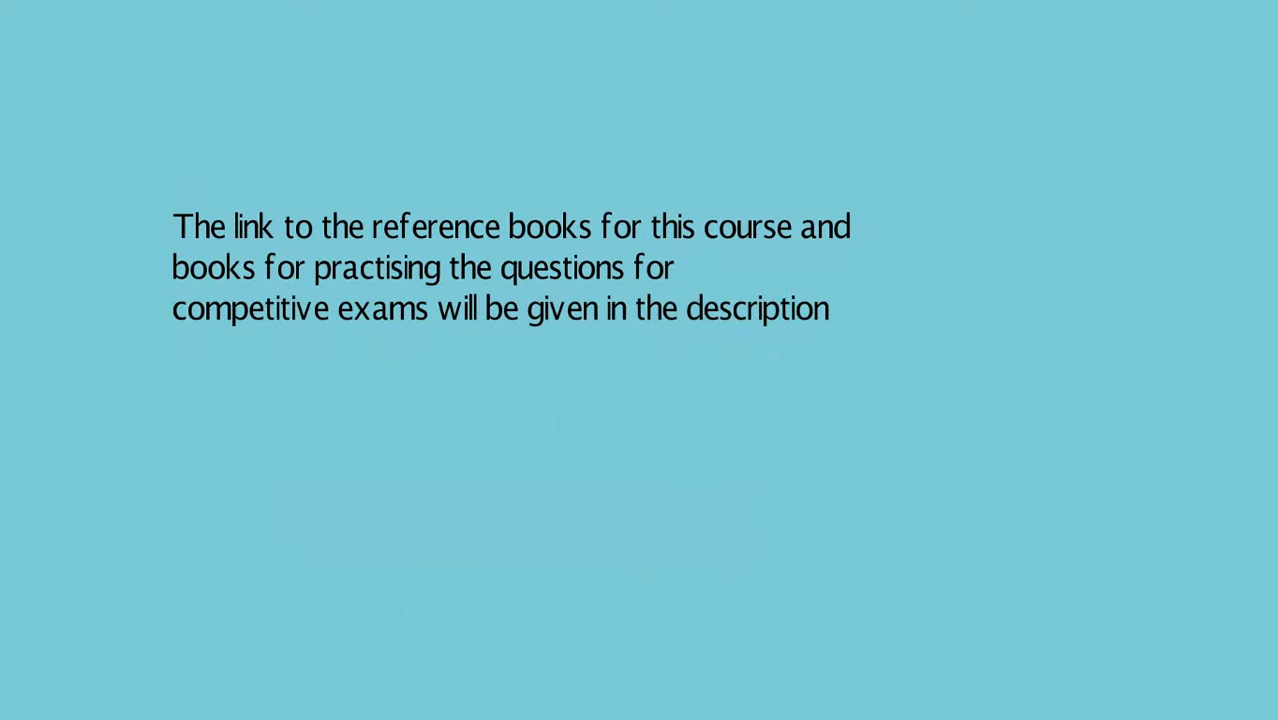 The link to the reference books for this course and
books for practising the questions for
competitive exams will be given in the description